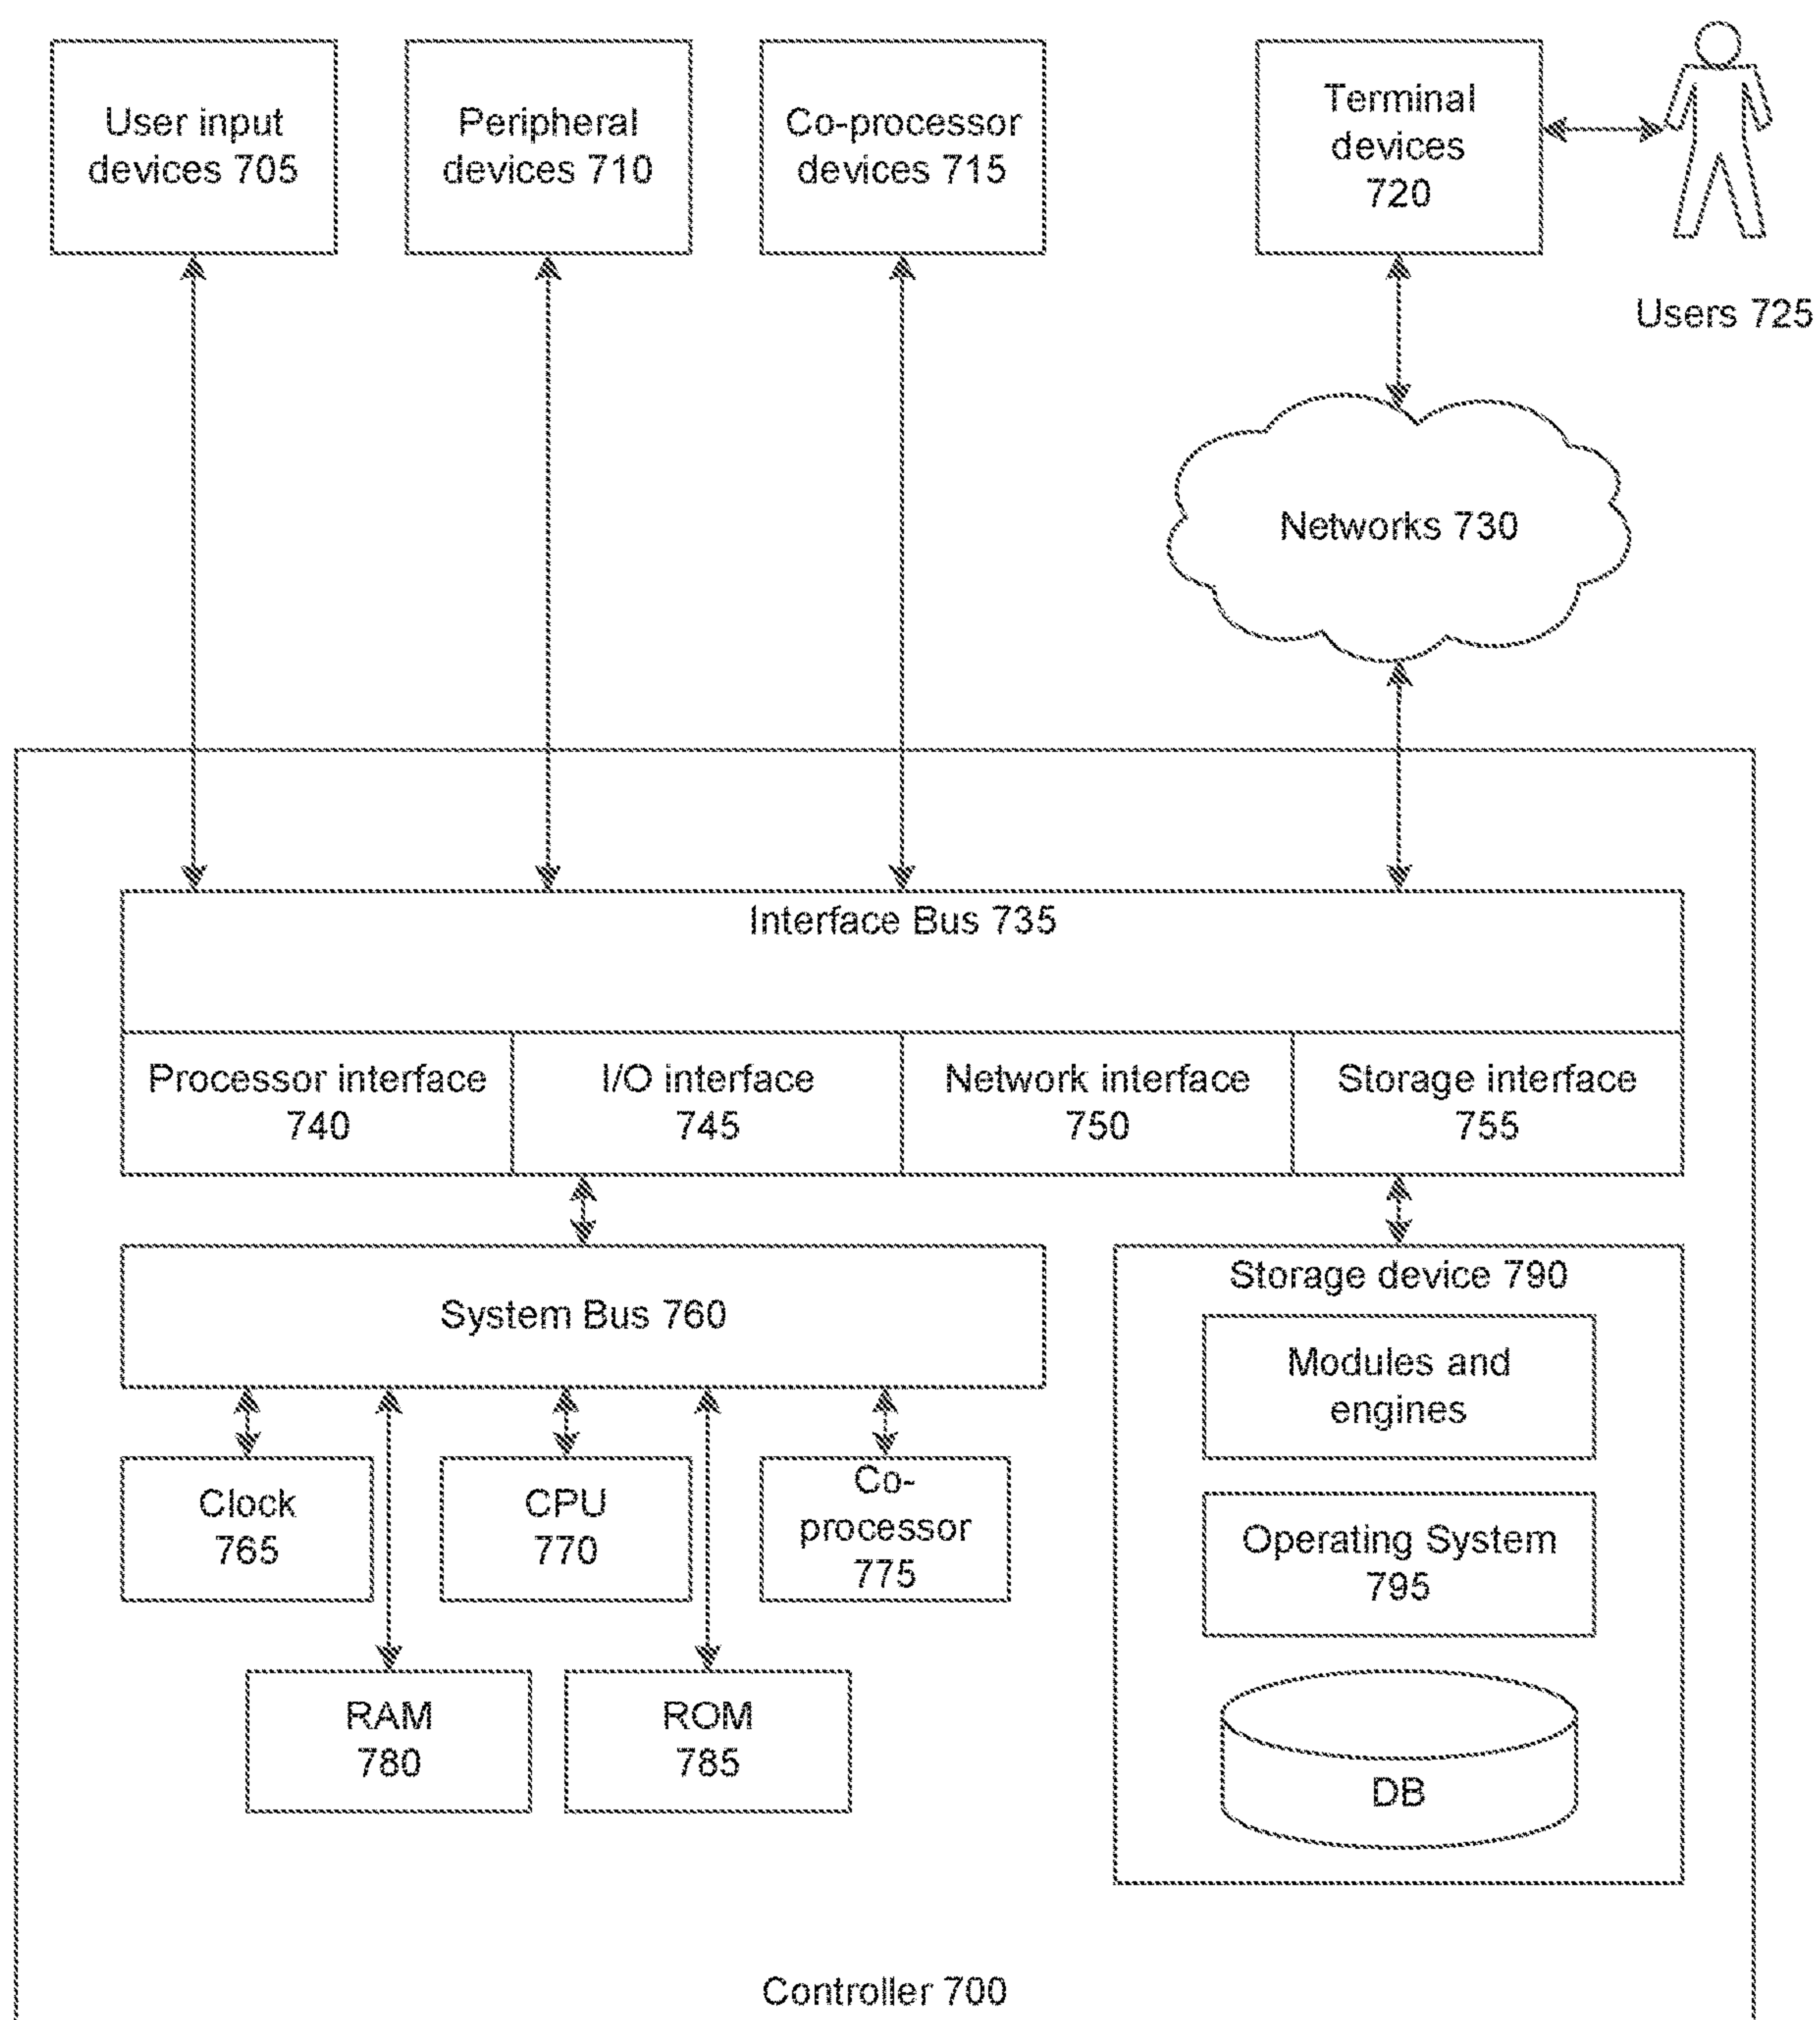 User input
devices 705
Peripheral
devices 710
Co-processor
devices 715
Terminal
devices
720
Users 725
Networks 730
Interface Bus 735
Processor interface
740
I/O interface
745
Network interface
750
Storage interface
755
System Bus 760
Storage device 790
Modules and
engines
Clock
765
CPU
770
Co-
processor
775
Operating System
795
RAM
780
ROM
785
DB
Controller 700